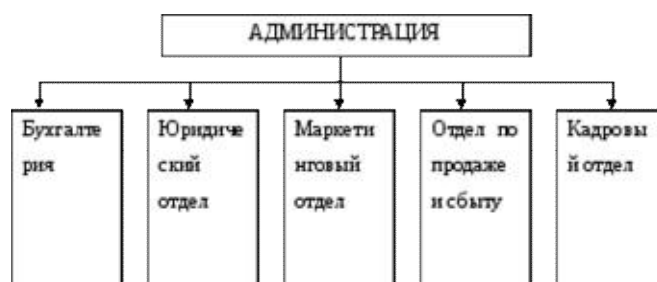 АДМИНИСТРАЦИЯ
Бухгалте
рия
Юридиче
ский
отдел
Маркети
нговый
отдел
Отдел по
продаже
и сбыту
Кадровы
й отдел